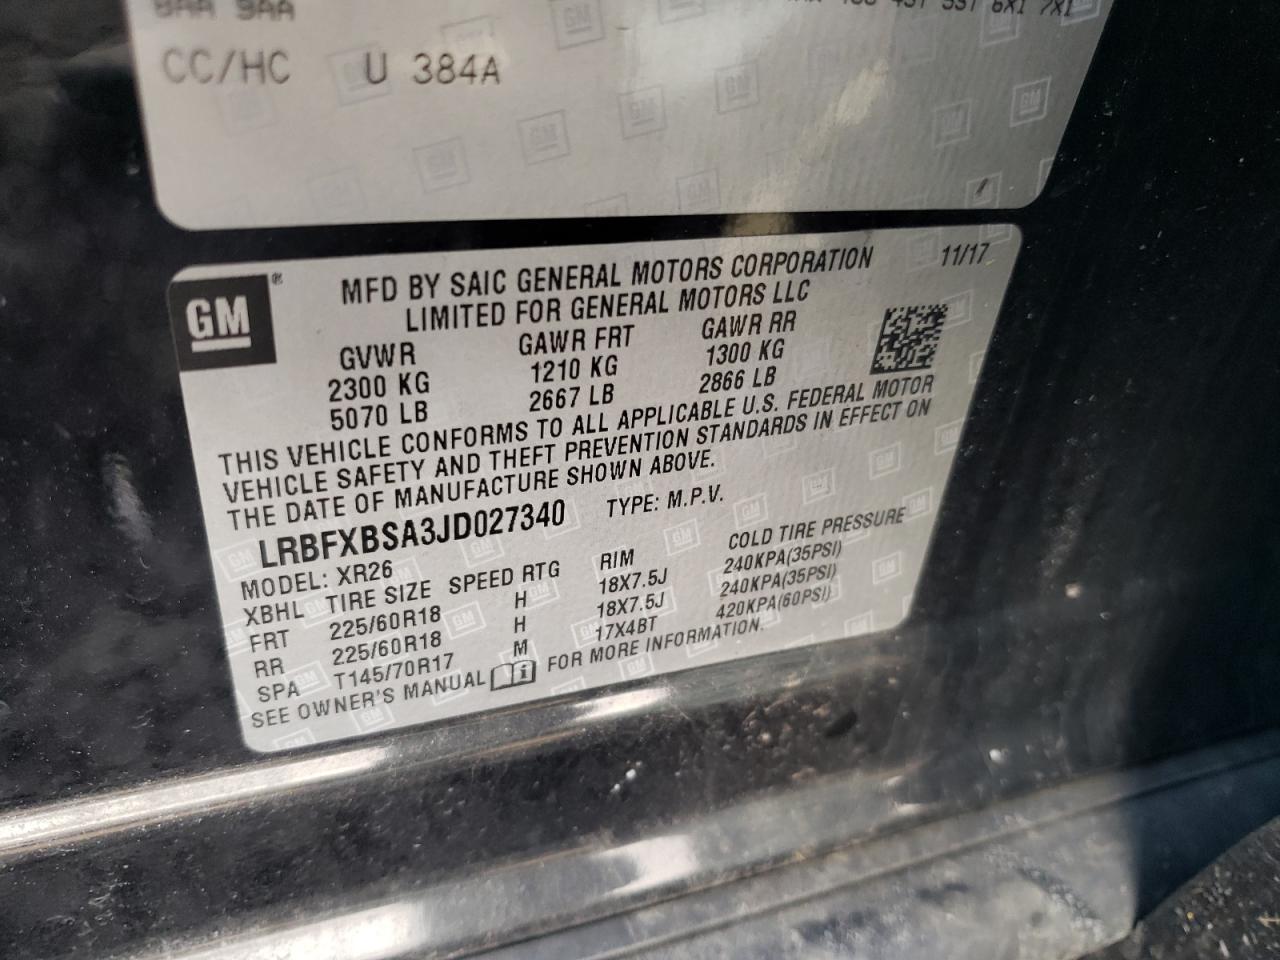 8AA 9AA
6X1 7X1
CC/HC U 384A
GM ®
MFD BY SAIC GENERAL MOTORS CORPORATION 11/17
LIMITED FOR GENERAL MOTORS LLC
GVWR GAWR FRT GAWR RR
2300 KG 1210 KG 1300 KG
5070 LB 2667 LB 2866 LB
THIS VEHICLE CONFORMS TO ALL APPLICABLE U.S. FEDERAL MOTOR
VEHICLE SAFETY AND THEFT PREVENTION STANDARDS IN EFFECT ON
THE DATE OF MANUFACTURE SHOWN ABOVE.
LRBFXBSA3JD027340 TYPE: M.P.V.
MODEL: XR26
XBHL TIRE SIZE SPEED RTG RIM COLD TIRE PRESSURE
FRT 225/60R18 H 18X7.5J 240KPA(35PSI)
RR 225/60R18 H 18X7.5J 240KPA(35PSI)
SPA T145/70R17 M 17X4BT 420KPA(60PSI)
SEE OWNER'S MANUAL FOR MORE INFORMATION.